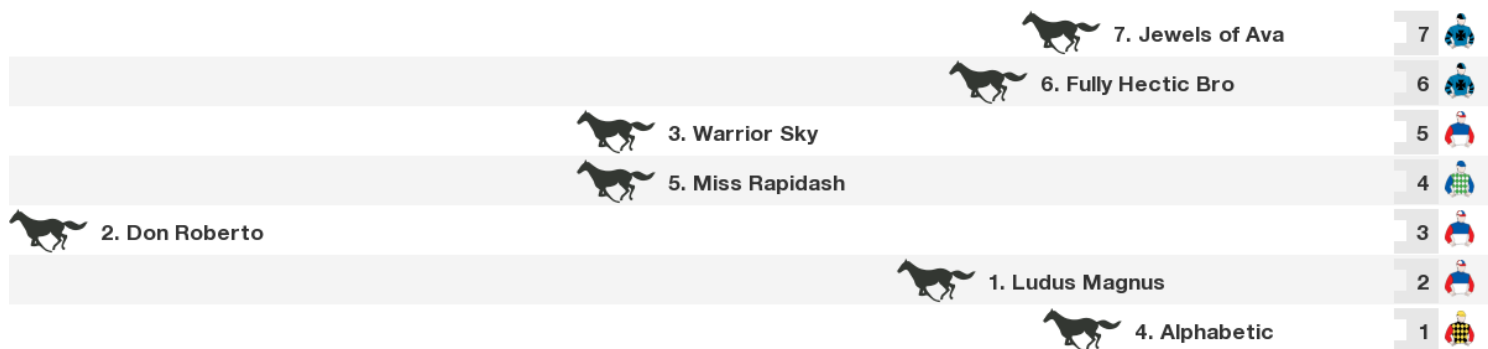 7. Jewels of Ava 7
6. Fully Hectic Bro 6
3. Warrior Sky 5
5. Miss Rapidash 4
2. Don Roberto 3
1. Ludus Magnus 2
4. Alphabetic 1